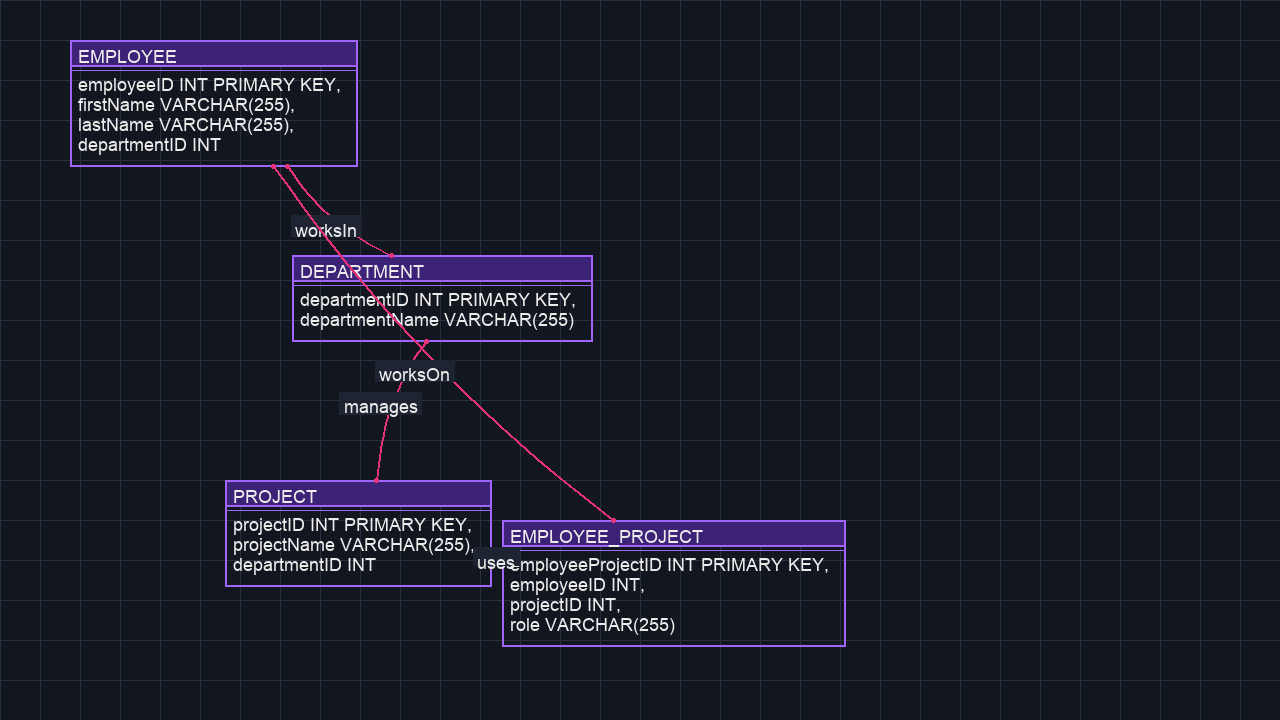 EMPLOYEE
employeeID INT PRIMARY KEY,
firstName VARCHAR(255),
lastName VARCHAR(255),
departmentID INT
worksIn
DEPARTMENT
departmentID INT PRIMARY KEY,
departmentName VARCHAR(255)
worksOn
manages
PROJECT
projectID INT PRIMARY KEY,
projectName VARCHAR(255),
departmentID INT
uses
EMPLOYEE_PROJECT
employeeProjectID INT PRIMARY KEY,
employeeID INT,
projectID INT,
role VARCHAR(255)